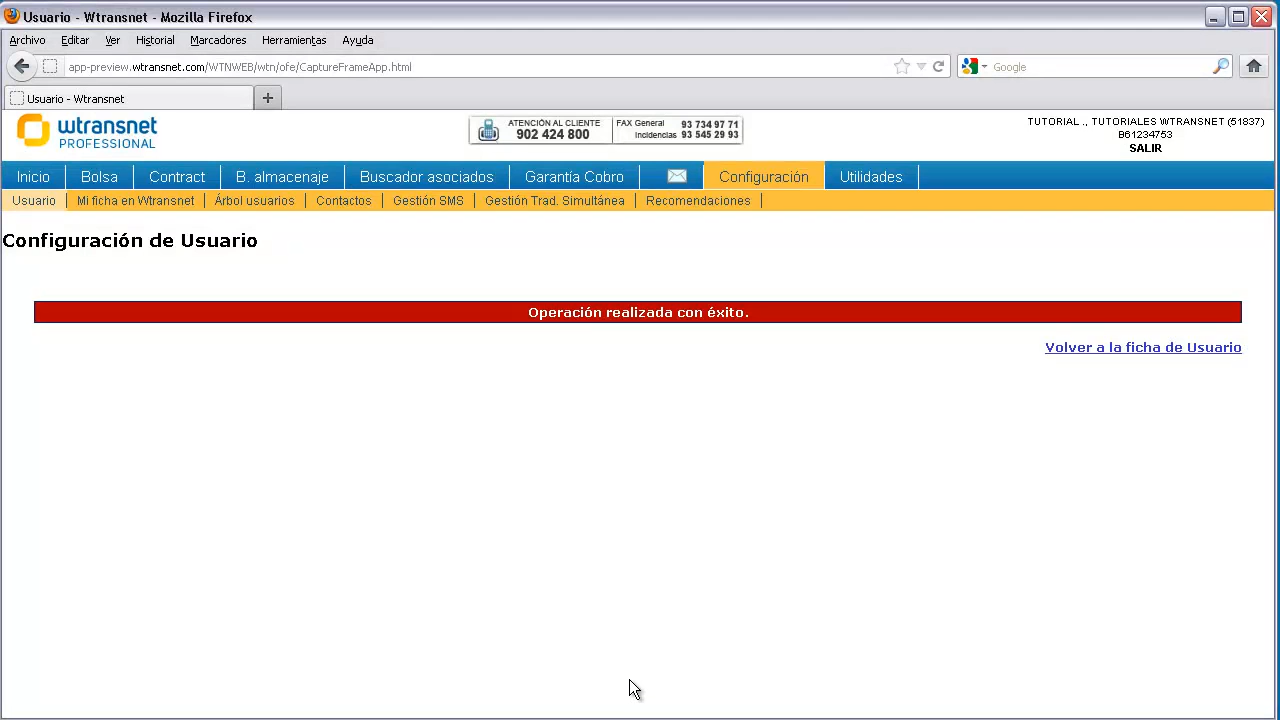 Usuario - Wtransnet - Mozilla Firefox
Archivo Editar Ver Historial Marcadores Herramientas Ayuda
app-preview.wtransnet.com/WTNWEB/wtn/ofe/CaptureFrameApp.html
Google
Usuario - Wtransnet
wtransnet
PROFESSIONAL
ATENCIÓN AL CLIENTE
902 424 800
FAX General 93 734 97 71
Incidencias 93 545 29 93
TUTORIAL ., TUTORIALES WTRANSNET (51837)
B61234753
SALIR
Inicio Bolsa Contract B. almacenaje Buscador asociados Garantía Cobro Configuración Utilidades
Usuario Mi ficha en Wtransnet Árbol usuarios Contactos Gestión SMS Gestión Trad. Simultánea Recomendaciones
Configuración de Usuario
Operación realizada con éxito.
Volver a la ficha de Usuario